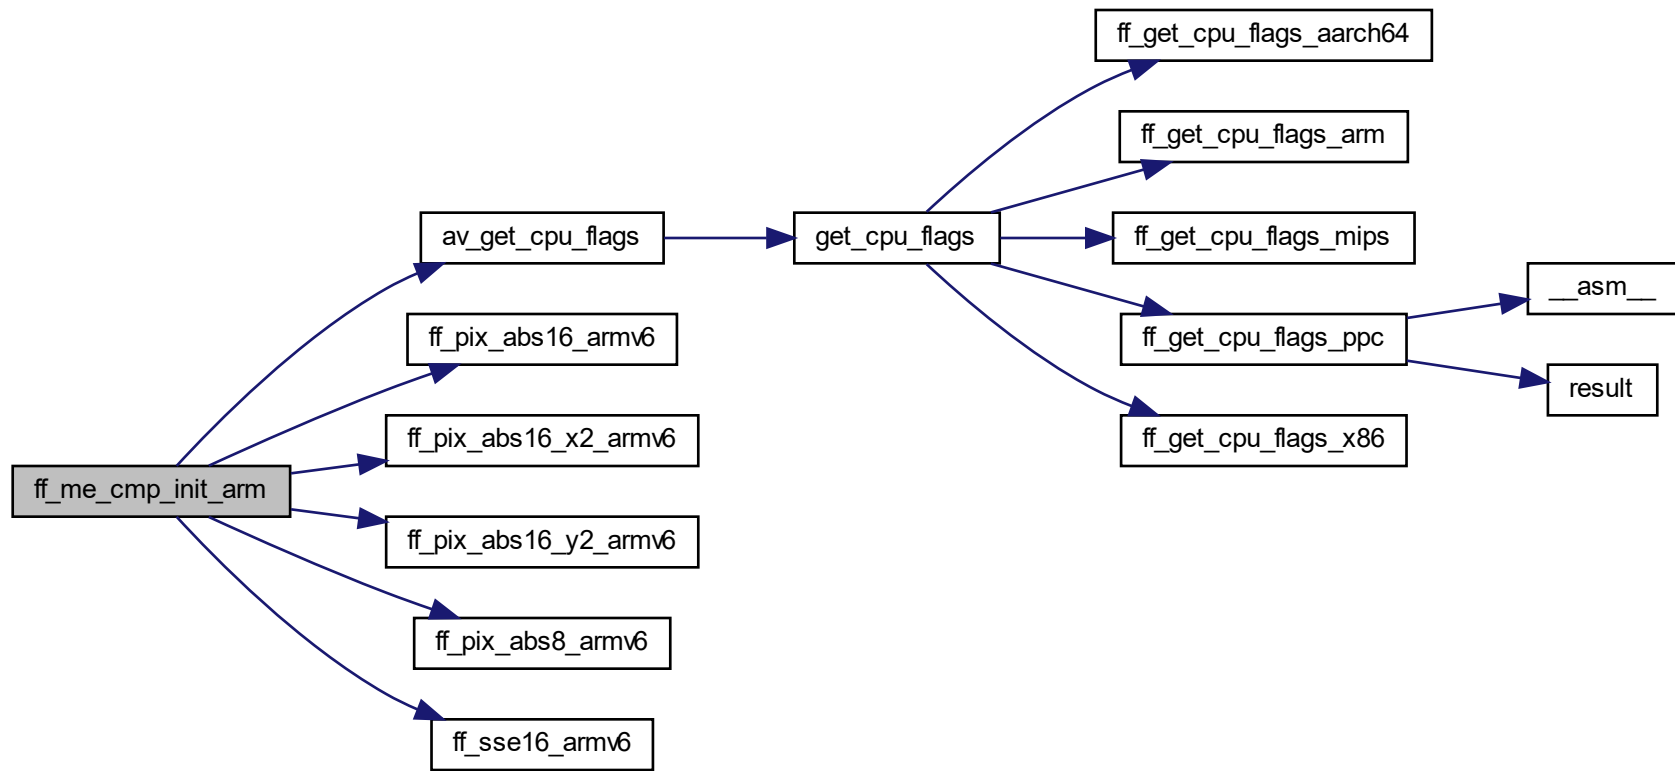 ff_me_cmp_init_arm
av_get_cpu_flags
ff_pix_abs16_armv6
ff_pix_abs16_x2_armv6
ff_pix_abs16_y2_armv6
ff_pix_abs8_armv6
ff_sse16_armv6
get_cpu_flags
ff_get_cpu_flags_aarch64
ff_get_cpu_flags_arm
ff_get_cpu_flags_mips
ff_get_cpu_flags_ppc
ff_get_cpu_flags_x86
__asm__
result